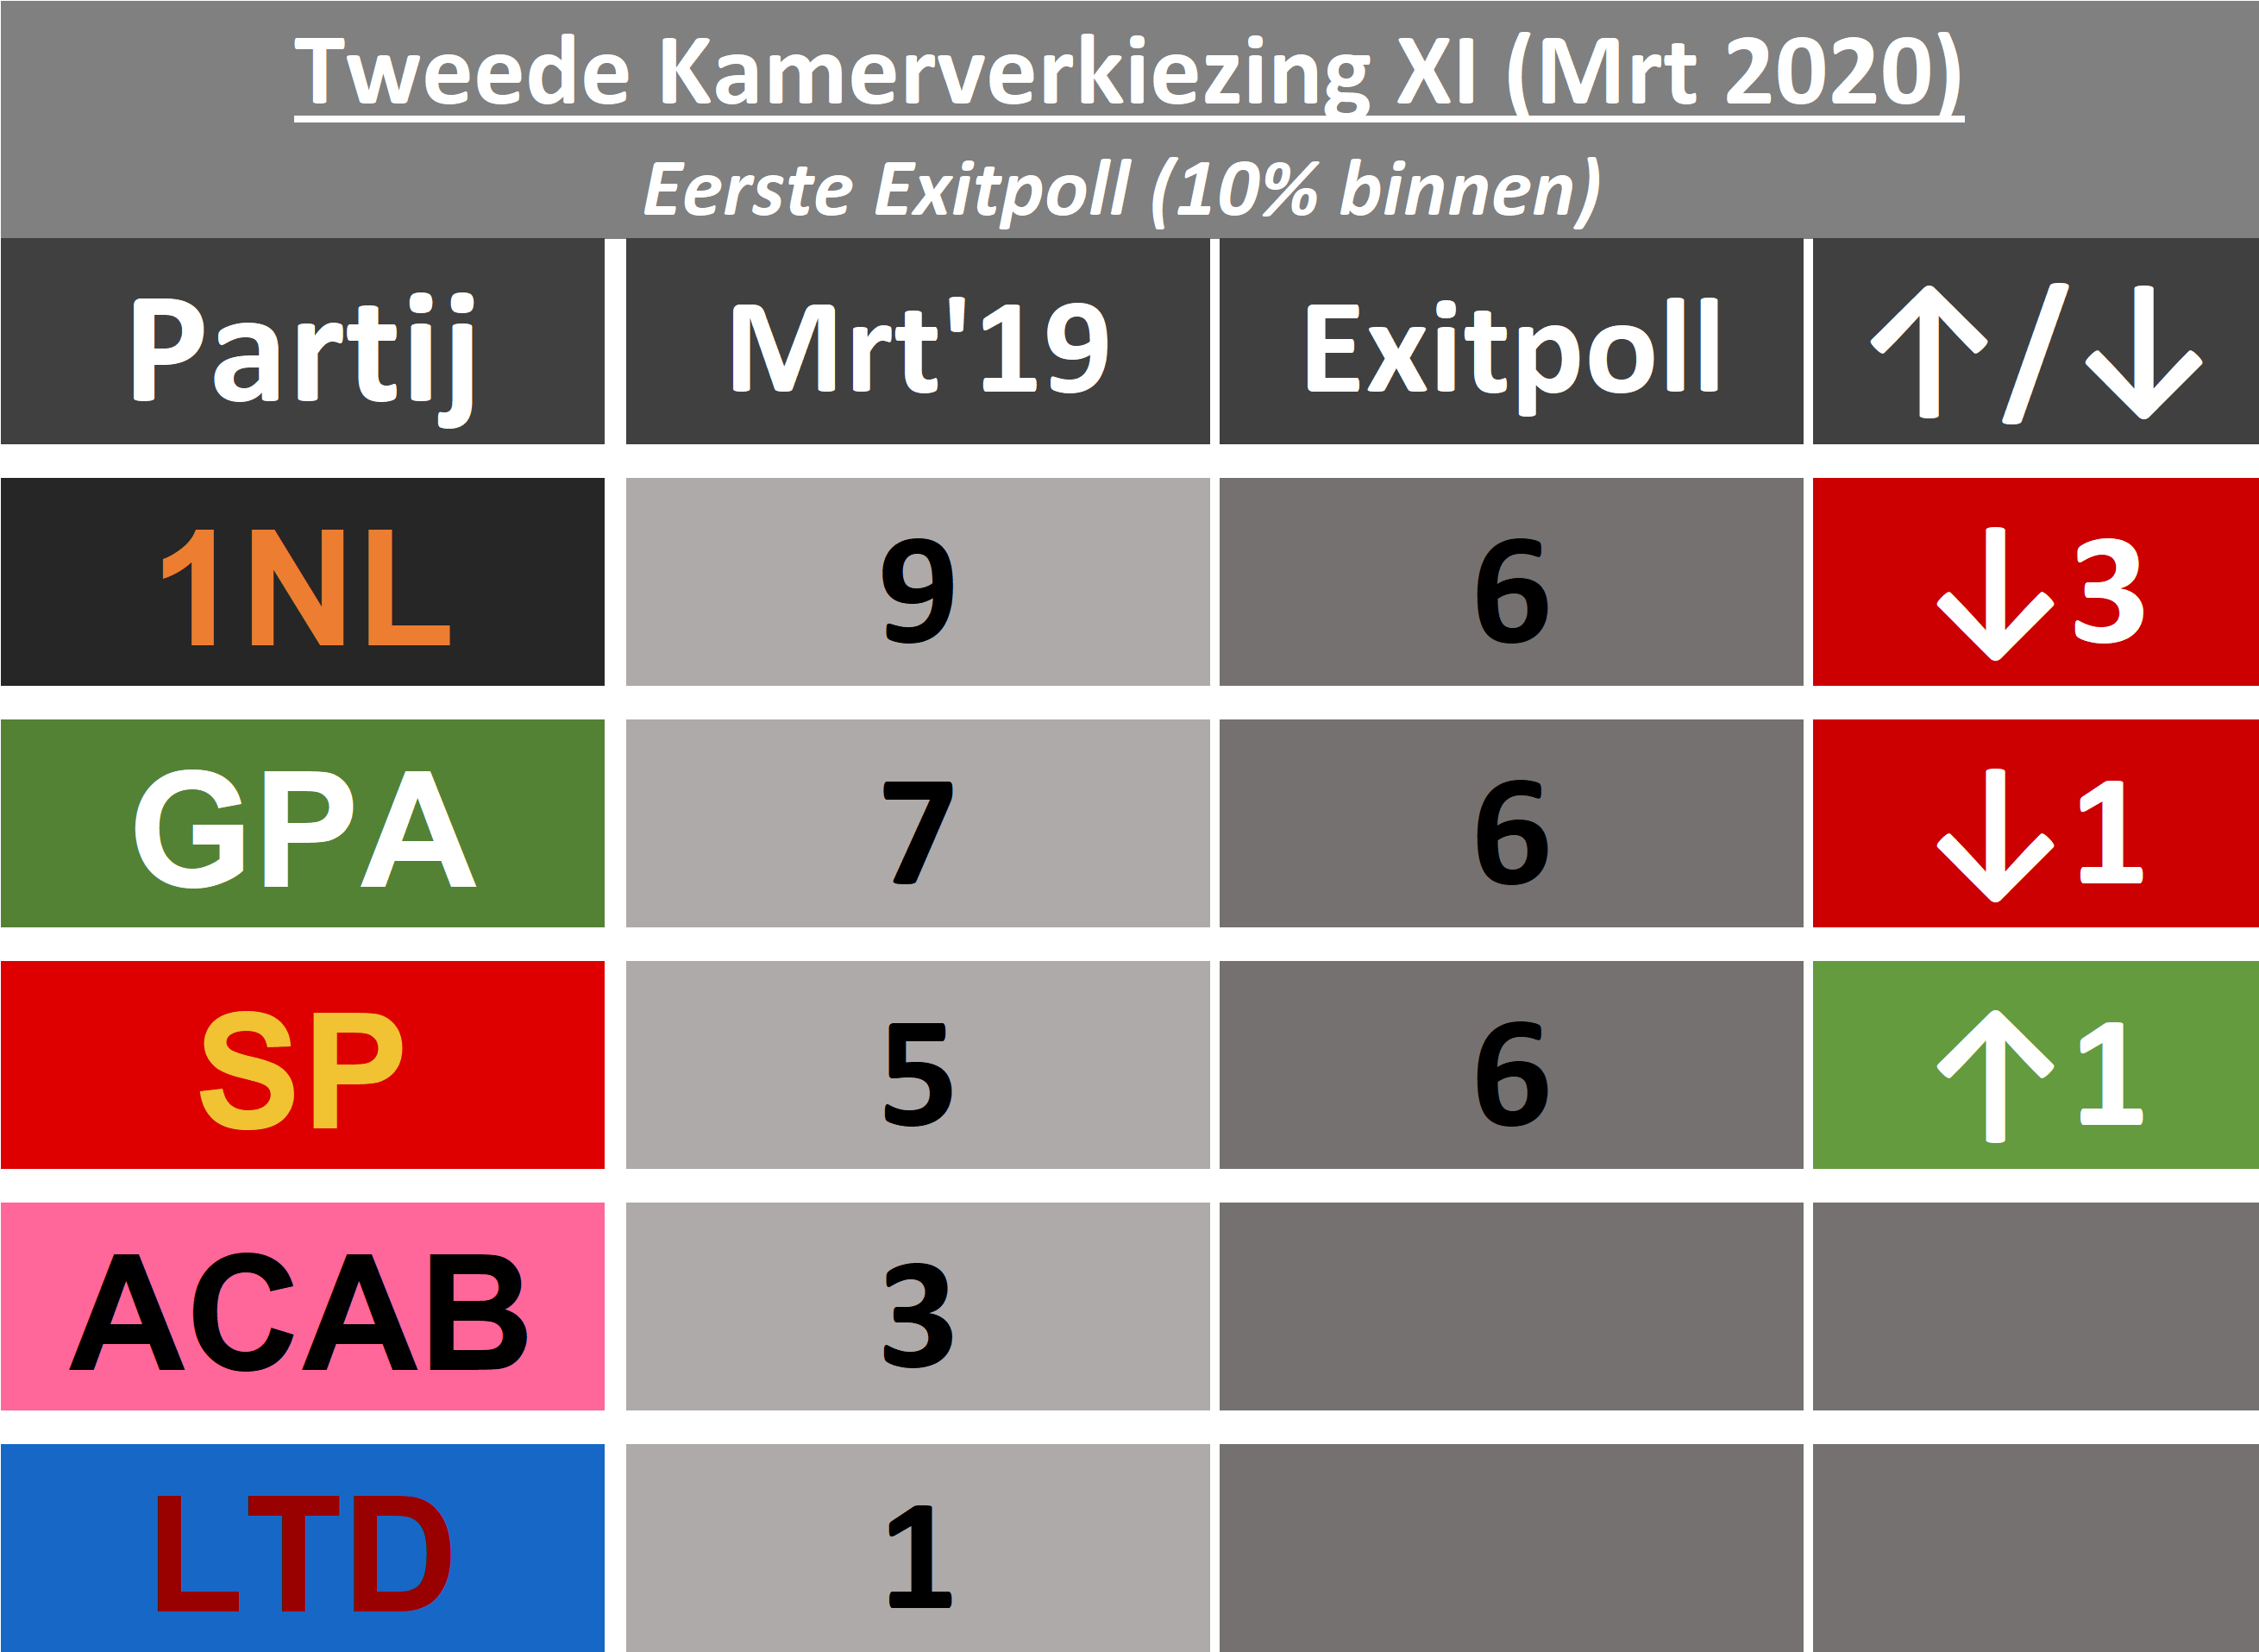 Tweede Kamerverkiezing XI (Mrt 2020)
Eerste Exitpoll (10% binnen)
Partij Mrt'19 Exitpoll ↑/↓
1NL 9 6 ↓3
GPA 7 6 ↓1
SP 5 6 ↑1
ACAB 3
LTD 1